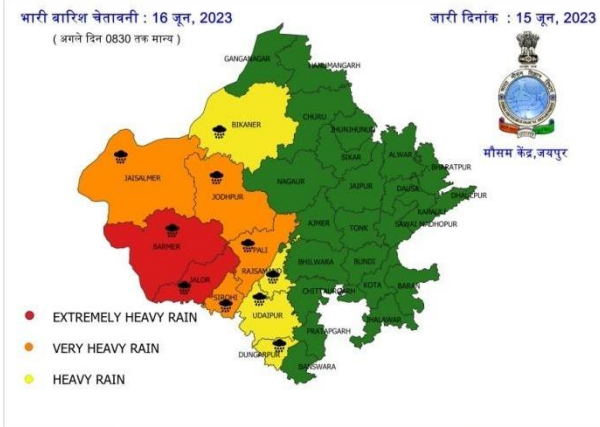 भारी बारिश चेतावनी : 16 जून, 2023
जारी दिनांक : 15 जून, 2023
( अगले दिन 0830 तक मान्य )
मौसम केंद्र,जयपुर
GANGANAGAR
HANUMANGARH
BIKANER
CHURU
JHUNJHUNU
SIKAR
ALWAR
BHARATPUR
JAISALMER
JODHPUR
NAGAUR
JAIPUR
DAUSA
DHAULPUR
KARAULI
AJMER
TONK
SAWAI MADHOPUR
BARMER
PALI
RAJSAMAND
BHILWARA
BUNDI
JALOR
SIROHI
CHITTAURGARH
KOTA
BARAN
UDAIPUR
JHALAWAR
PRATAPGARH
DUNGARPUR
BANSWARA
EXTREMELY HEAVY RAIN
VERY HEAVY RAIN
HEAVY RAIN